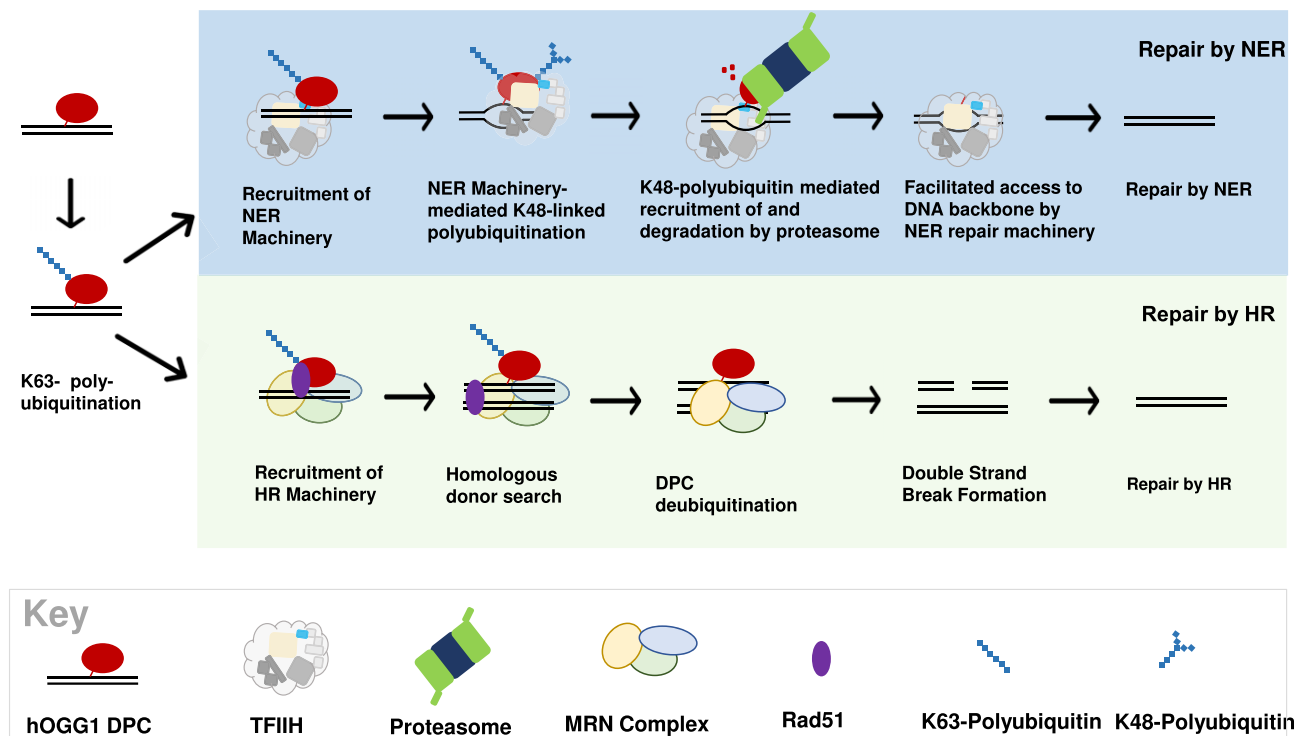 Repair by NER
Recruitment of
NER
Machinery
NER Machinery-
mediated K48-linked
polyubiquitination
K48-polyubiquitin mediated
recruitment of and
degradation by proteasome
Facilitated access to
DNA backbone by
NER repair machinery
Repair by NER
K63- poly-
ubiquitination
Repair by HR
Recruitment of
HR Machinery
Homologous
donor search
DPC
deubiquitination
Double Strand
Break Formation
Repair by HR
Key
hOGG1 DPC
TFIIH
Proteasome
MRN Complex
Rad51
K63-Polyubiquitin
K48-Polyubiquitin